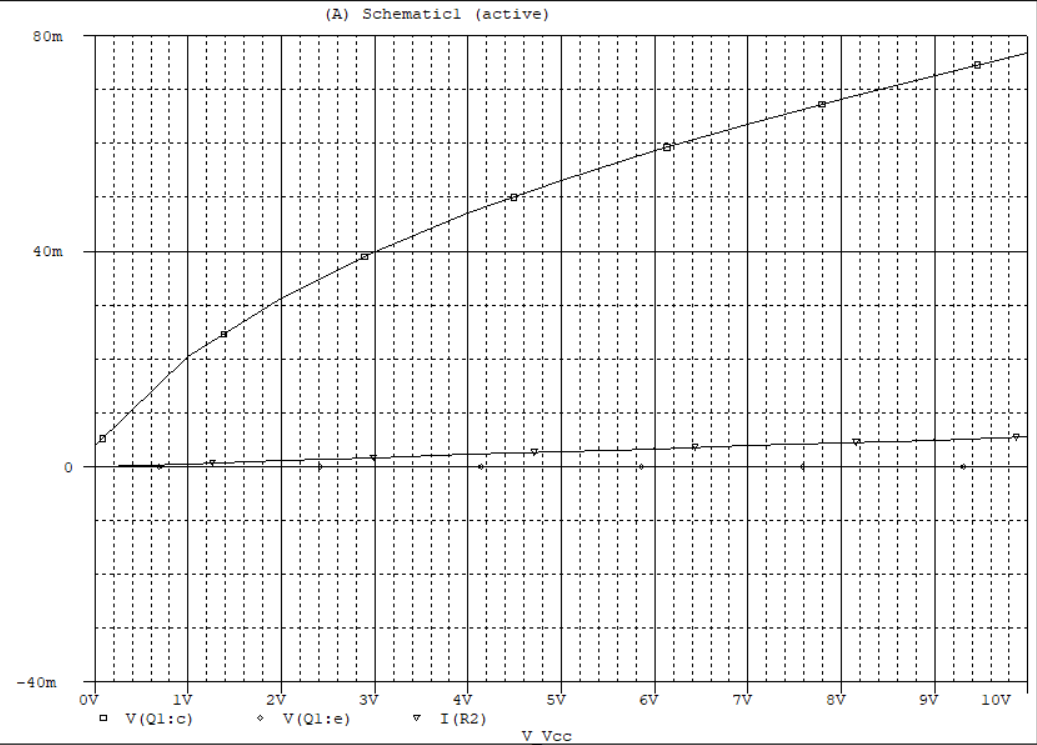 (A) Schematic1 (active)
80m
40m
0
-40m
0V 1V 2V 3V 4V 5V 6V 7V 8V 9V 10V
V(Q1:c) V(Q1:e) I(R2)
V_Vcc